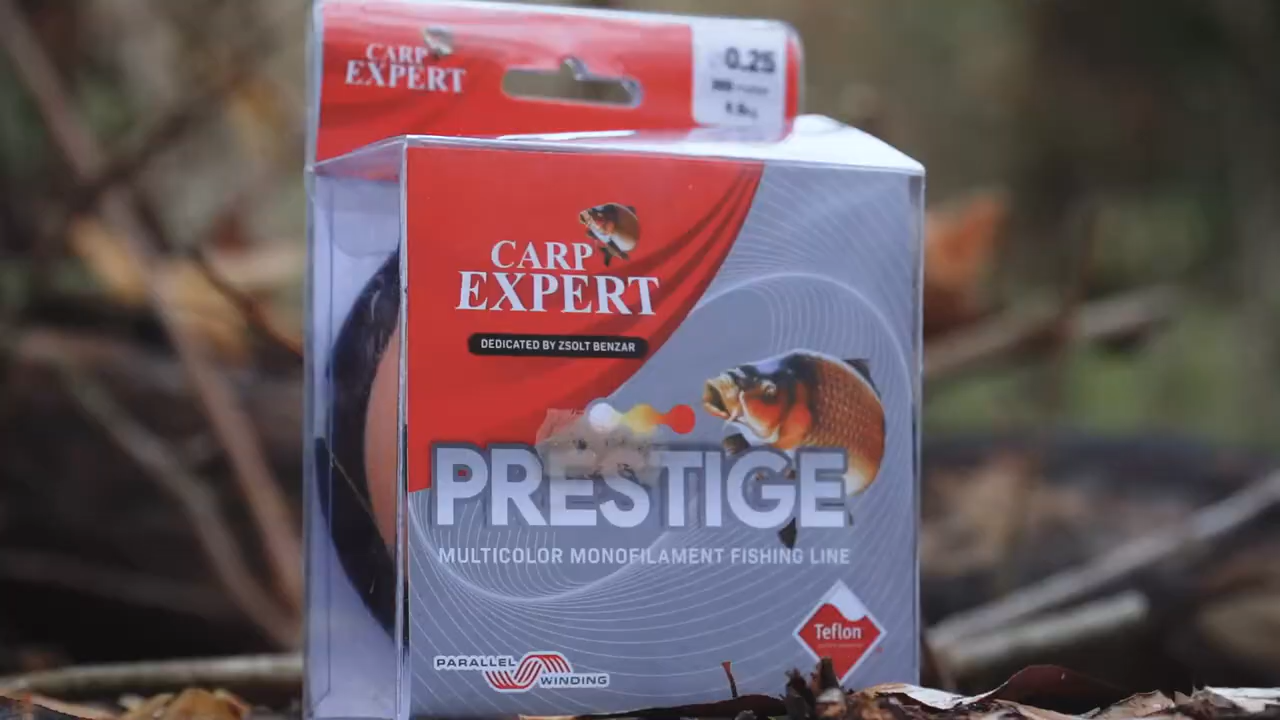 CARP
EXPERT
0.25
CARP
EXPERT
DEDICATED BY ZSOLT BENZAR
PRESTIGE
MULTICOLOR MONOFILAMENT FISHING LINE
Teflon
PARALLEL
WINDING